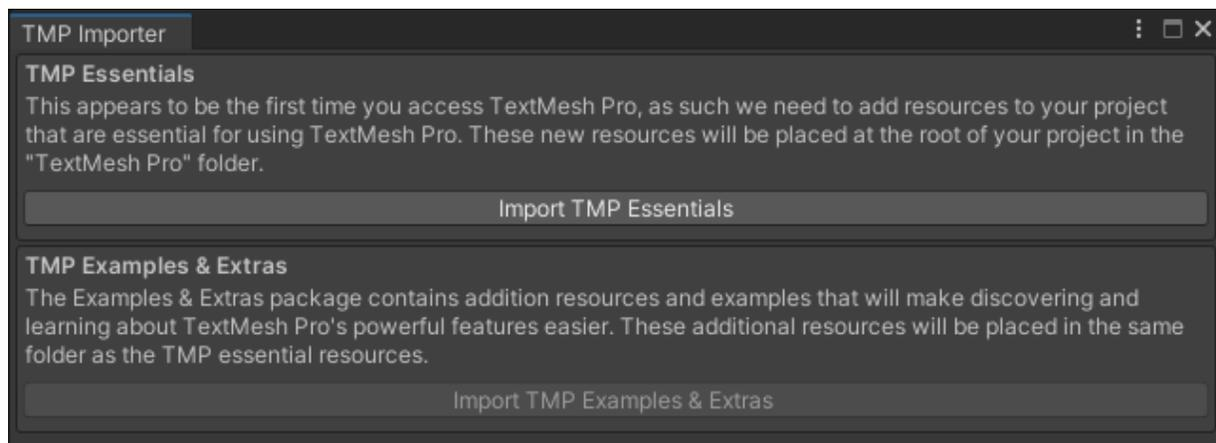 TMP Importer
TMP Essentials
This appears to be the first time you access TextMesh Pro, as such we need to add resources to your project
that are essential for using TextMesh Pro. These new resources will be placed at the root of your project in the
"TextMesh Pro" folder.
Import TMP Essentials
TMP Examples & Extras
The Examples & Extras package contains addition resources and examples that will make discovering and
learning about TextMesh Pro's powerful features easier. These additional resources will be placed in the same
folder as the TMP essential resources.
Import TMP Examples & Extras